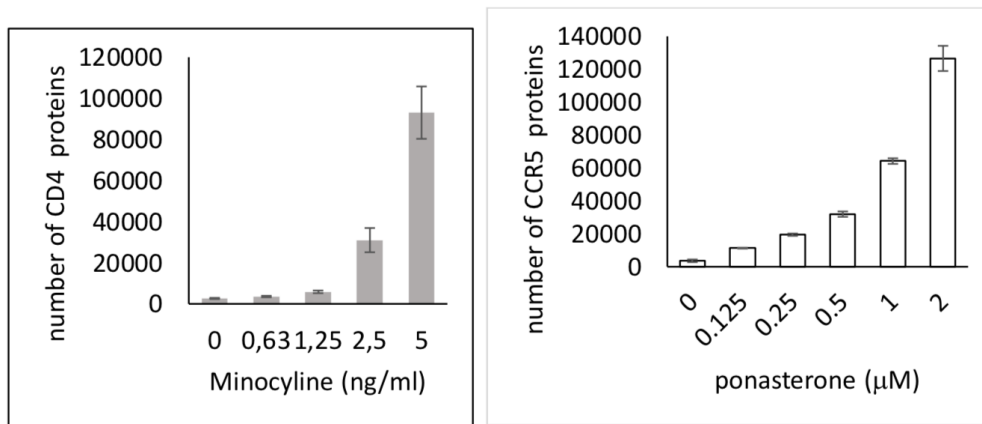 number of CD4 proteins
120000
100000
80000
60000
40000
20000
0
0 0,63 1,25 2,5 5
Minocyline (ng/ml)
number of CCR5 proteins
140000
120000
100000
80000
60000
40000
20000
0
0 0.125 0.25 0.5 1 2
ponasterone (μM)